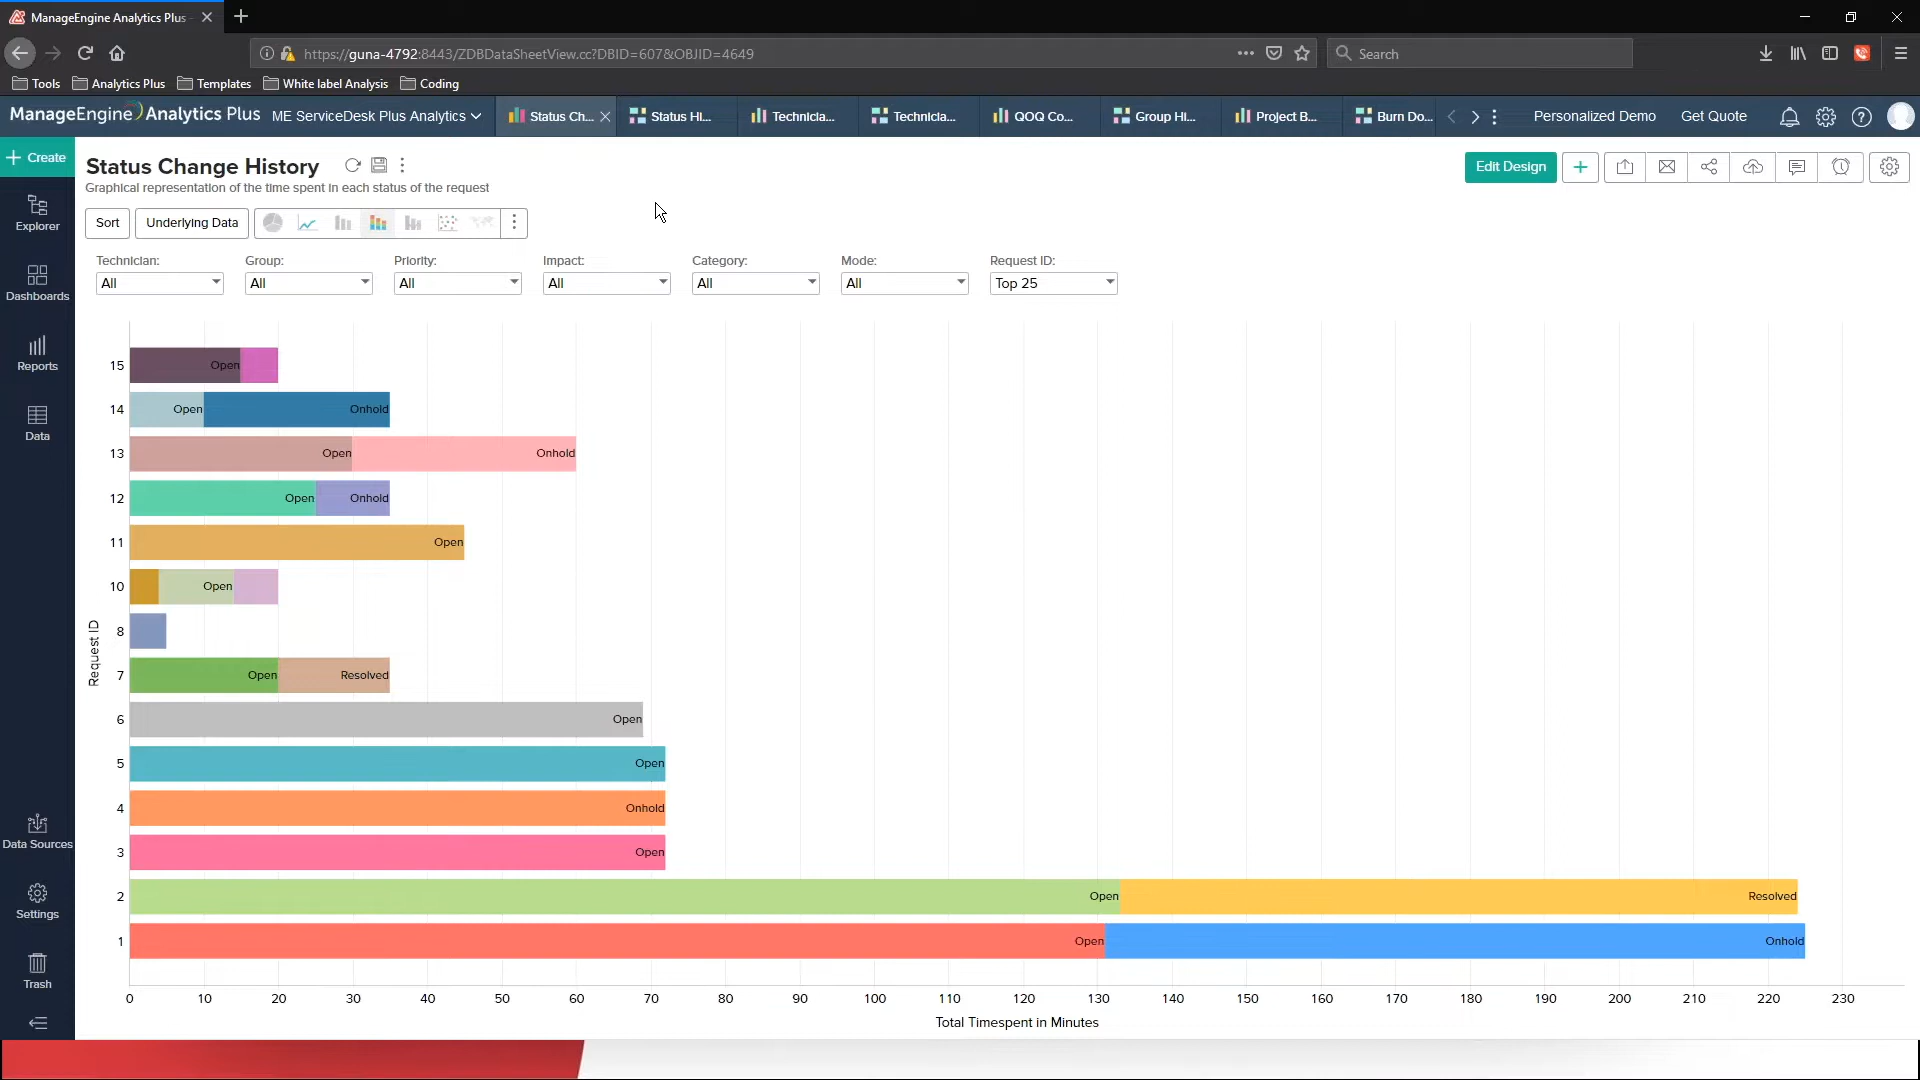 ManageEngine Analytics Plus
https://guna-4792:8443/ZDBDataSheetView.cc?DBID=607&OBJID=4649
Search
Tools
Analytics Plus
Templates
White label Analysis
Coding
ManageEngine Analytics Plus
ME ServiceDesk Plus Analytics
Status Ch...
Status Hi...
Technicia...
Technicia...
QOQ Co...
Group Hi...
Project B...
Burn Do...
Personalized Demo
Get Quote
Create
Explorer
Dashboards
Reports
Data
Data Sources
Settings
Trash
Status Change History
Graphical representation of the time spent in each status of the request
Edit Design
Sort
Underlying Data
Technician:
Group:
Priority:
Impact:
Category:
Mode:
Request ID:
All
All
All
All
All
All
Top 25
15 Open
14 Open Onhold
13 Open Onhold
12 Open Onhold
11 Open
10 Open
8
7 Open Resolved
6 Open
5 Open
4 Onhold
3 Open
2 Open Resolved
1 Open Onhold
Request ID
0 10 20 30 40 50 60 70 80 90 100 110 120 130 140 150 160 170 180 190 200 210 220 230
Total Timespent in Minutes